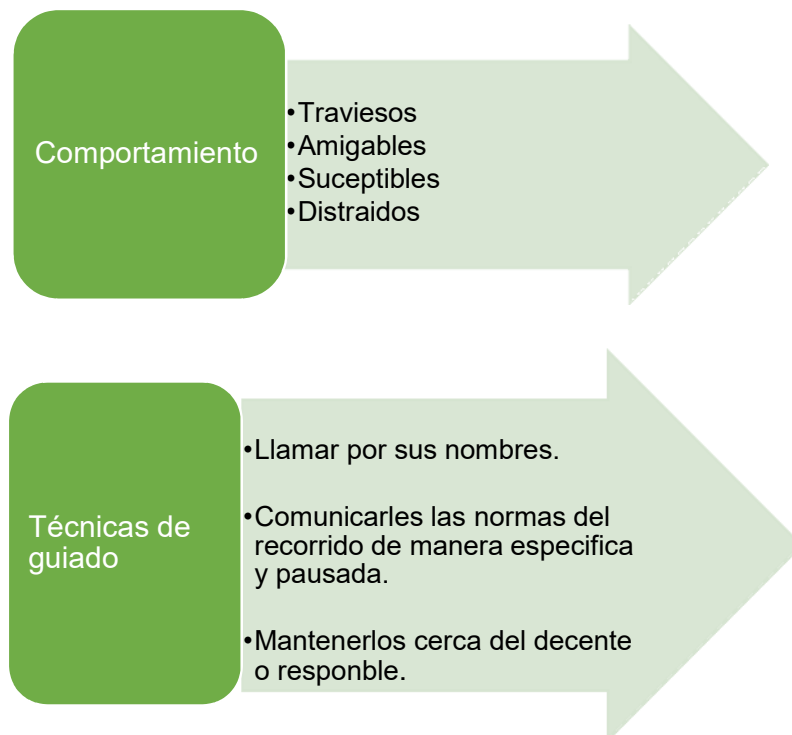 Comportamiento
•Traviesos
•Amigables
•Suceptibles
•Distraidos
Técnicas de
guiado
•Llamar por sus nombres.
•Comunicarles las normas del
recorrido de manera especifica
y pausada.
•Mantenerlos cerca del decente
o responble.